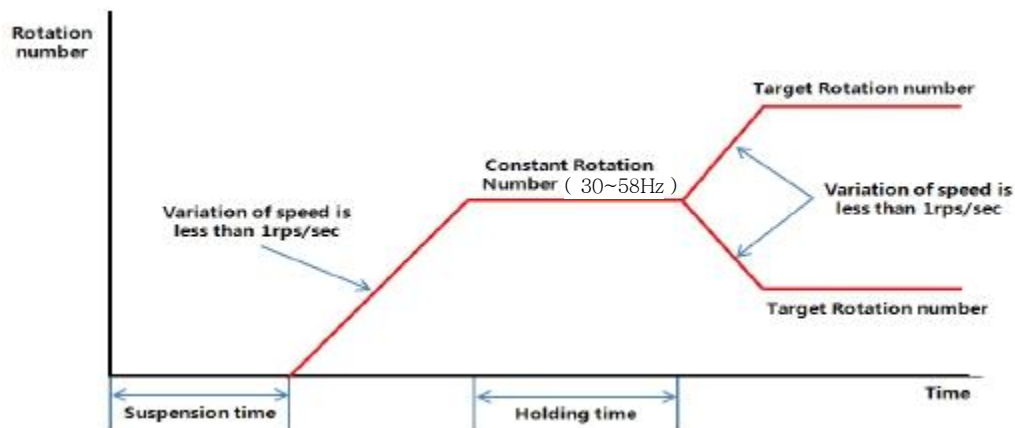 Rotation
number
Target Rotation number
Constant Rotation
Number ( 30~58Hz )
Variation of speed is
less than 1rps/sec
Variation of speed is
less than 1rps/sec
Target Rotation number
Time
Suspension time
Holding time